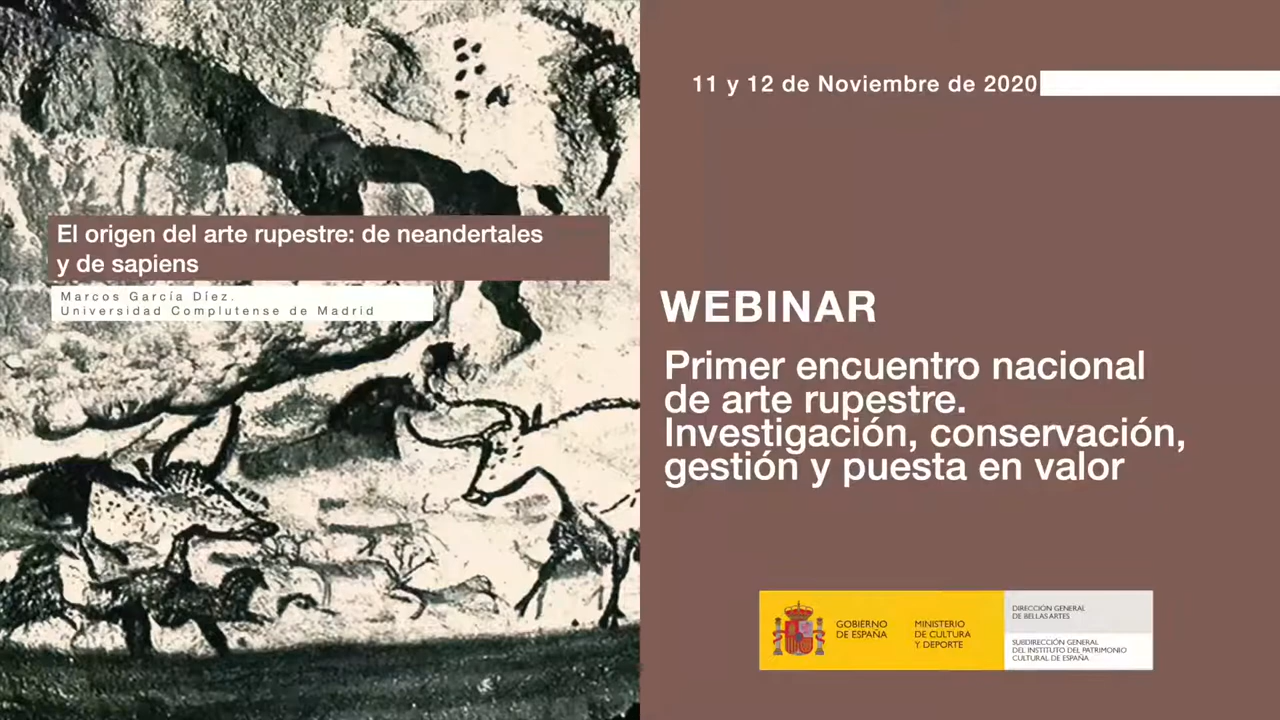 El origen del arte rupestre: de neandertales
y de sapiens
Marcos García Díez.
Universidad Complutense de Madrid
11 y 12 de Noviembre de 2020
WEBINAR
Primer encuentro nacional
de arte rupestre.
Investigación, conservación,
gestión y puesta en valor
GOBIERNO
DE ESPAÑA
MINISTERIO
DE CULTURA
Y DEPORTE
DIRECCIÓN GENERAL
DE BELLAS ARTES
SUBDIRECCIÓN GENERAL
DEL INSTITUTO DEL PATRIMONIO
CULTURAL DE ESPAÑA